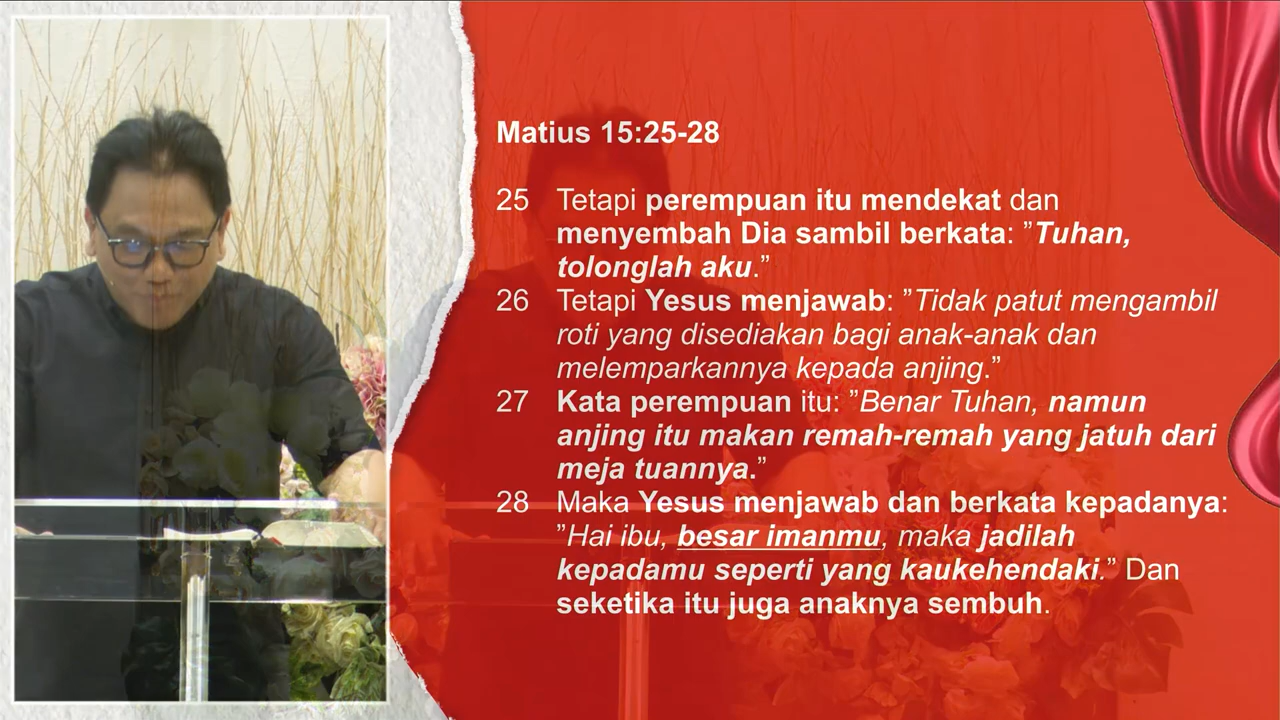 Matius 15:25-28
25 Tetapi perempuan itu mendekat dan
menyembah Dia sambil berkata: ”Tuhan,
tolonglah aku.”
26 Tetapi Yesus menjawab: ”Tidak patut mengambil
roti yang disediakan bagi anak-anak dan
melemparkannya kepada anjing.”
27 Kata perempuan itu: ”Benar Tuhan, namun
anjing itu makan remah-remah yang jatuh dari
meja tuannya.”
28 Maka Yesus menjawab dan berkata kepadanya:
”Hai ibu, besar imanmu, maka jadilah
kepadamu seperti yang kaukehendaki.” Dan
seketika itu juga anaknya sembuh.